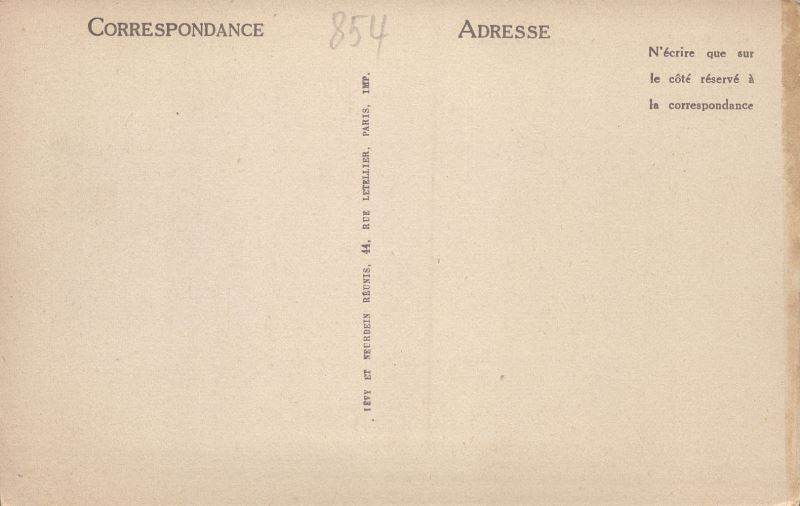 CORRESPONDANCE
854
ADRESSE
N'écrire que sur
le côté réservé à
la correspondance
LÉVY ET NEURDEIN RÉUNIS, 44, RUE LETELLIER, PARIS, IMP.